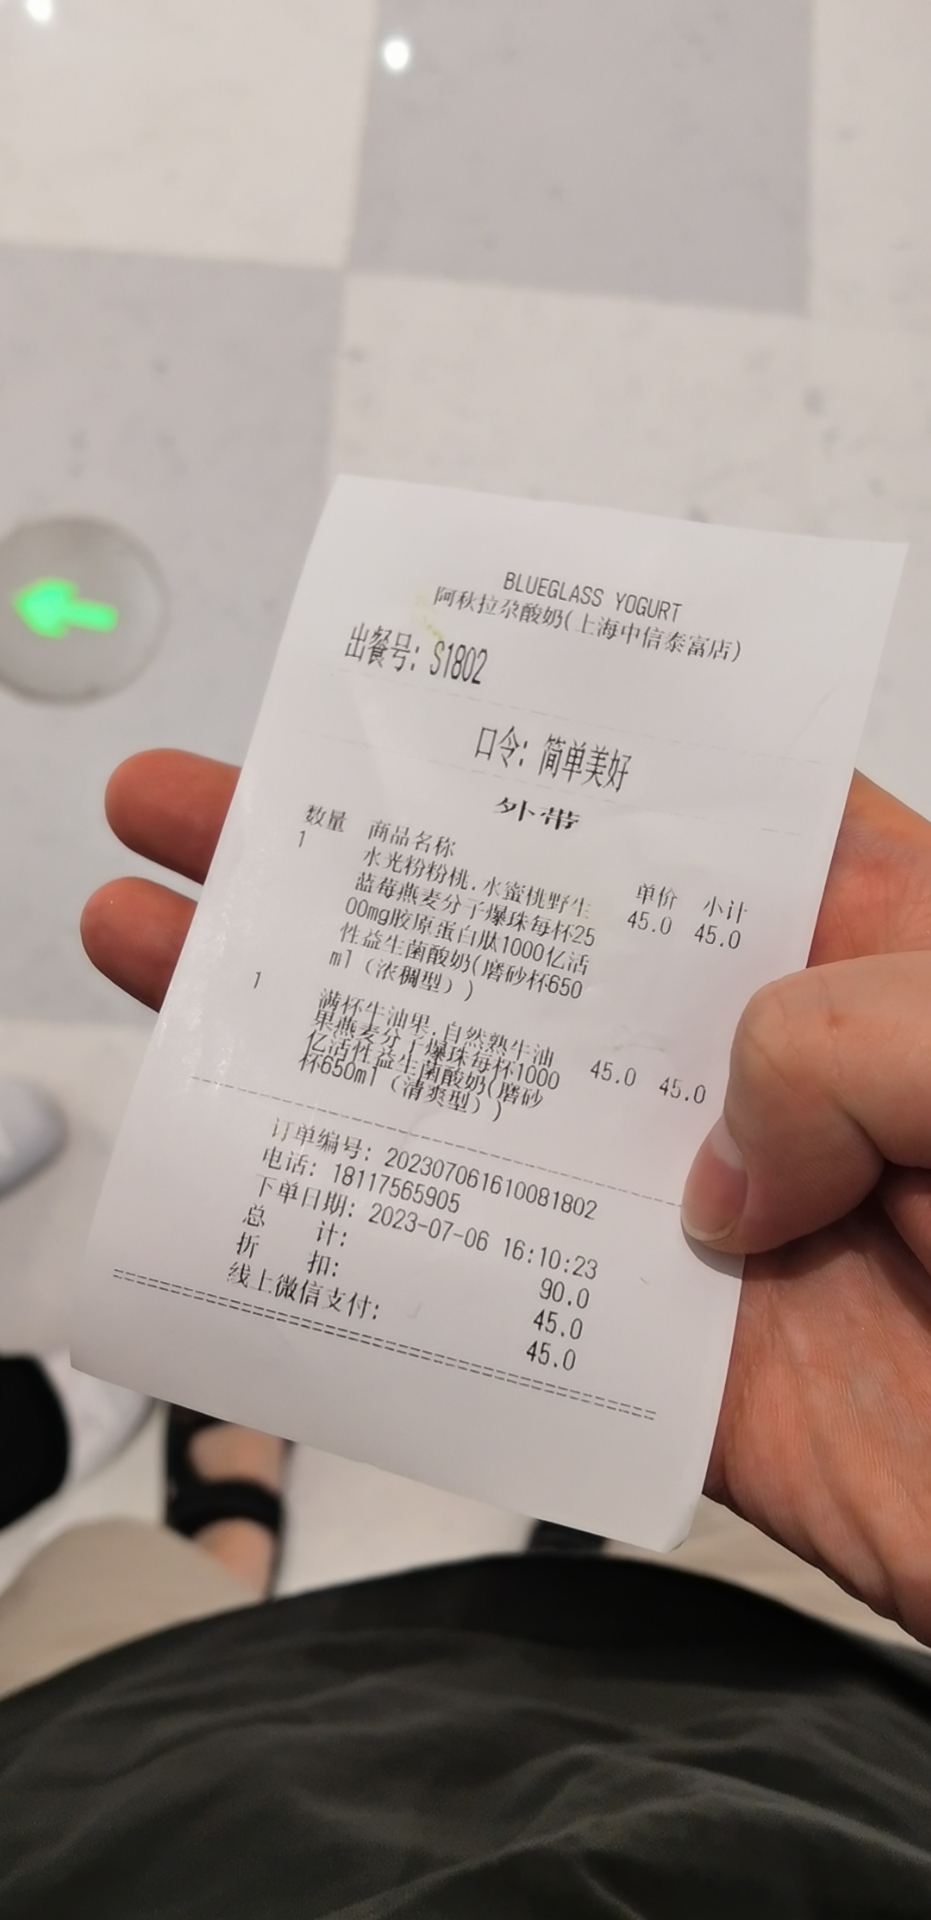 BLUEGLASS YOGURT
阿秋拉尕酸奶(上海中信泰富店)
出餐号: S1802
口令: 简单美好
外带
数量 商品名称 单价 小计
1 水光粉粉桃.水蜜桃野生 45.0 45.0
蓝莓燕麦分子爆珠每杯25
00mg胶原蛋白肽1000亿活
性益生菌酸奶(磨砂杯650
ml（浓稠型）)
1 满杯牛油果.自然熟牛油 45.0 45.0
果燕麦分子爆珠每杯1000
亿活性益生菌酸奶(磨砂
杯650ml（清爽型）)
订单编号: 202307061610081802
电话: 18117565905
下单日期: 2023-07-06 16:10:23
总 计: 90.0
折 扣: 45.0
线上微信支付: 45.0